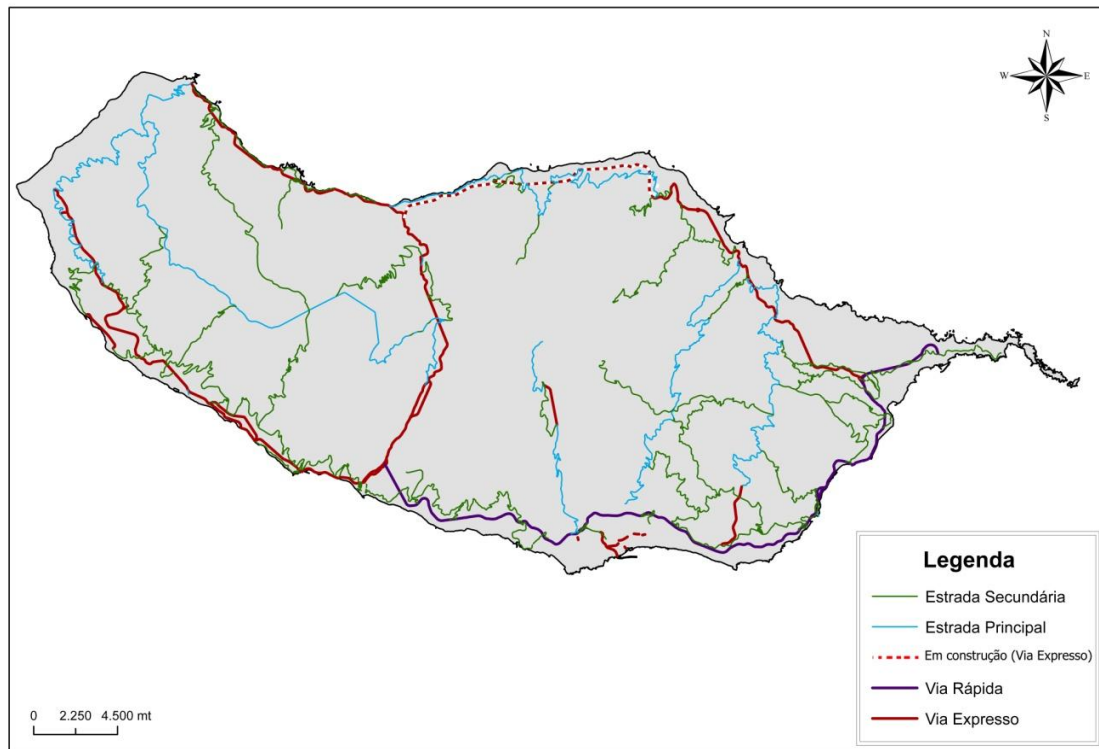 N
W E
S
Legenda
Estrada Secundária
Estrada Principal
Em construção (Via Expresso)
Via Rápida
Via Expresso
0 2.250 4.500 mt